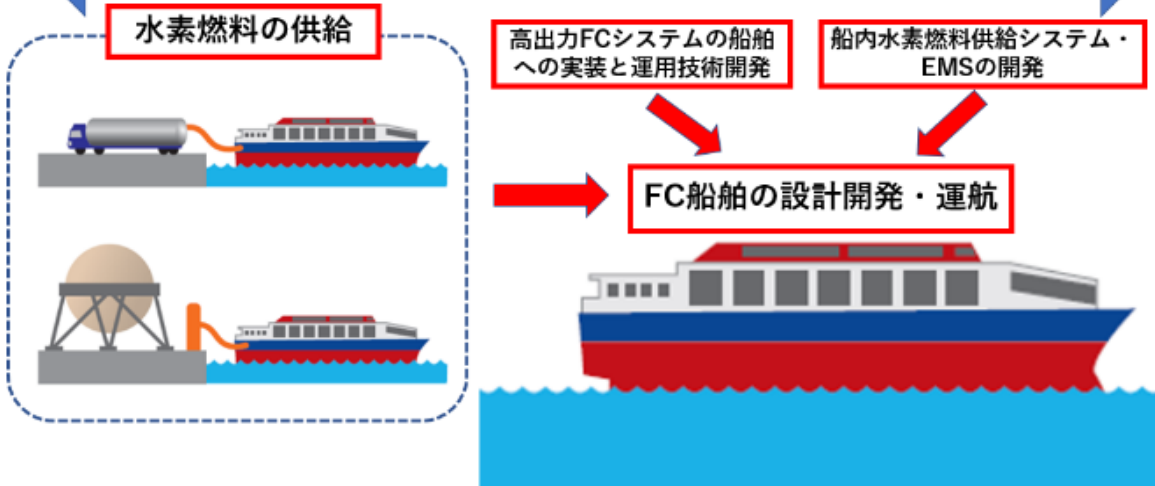 水素燃料の供給
高出力FCシステムの船舶
への実装と運用技術開発
船内水素燃料供給システム・
EMSの開発
FC船舶の設計開発・運航